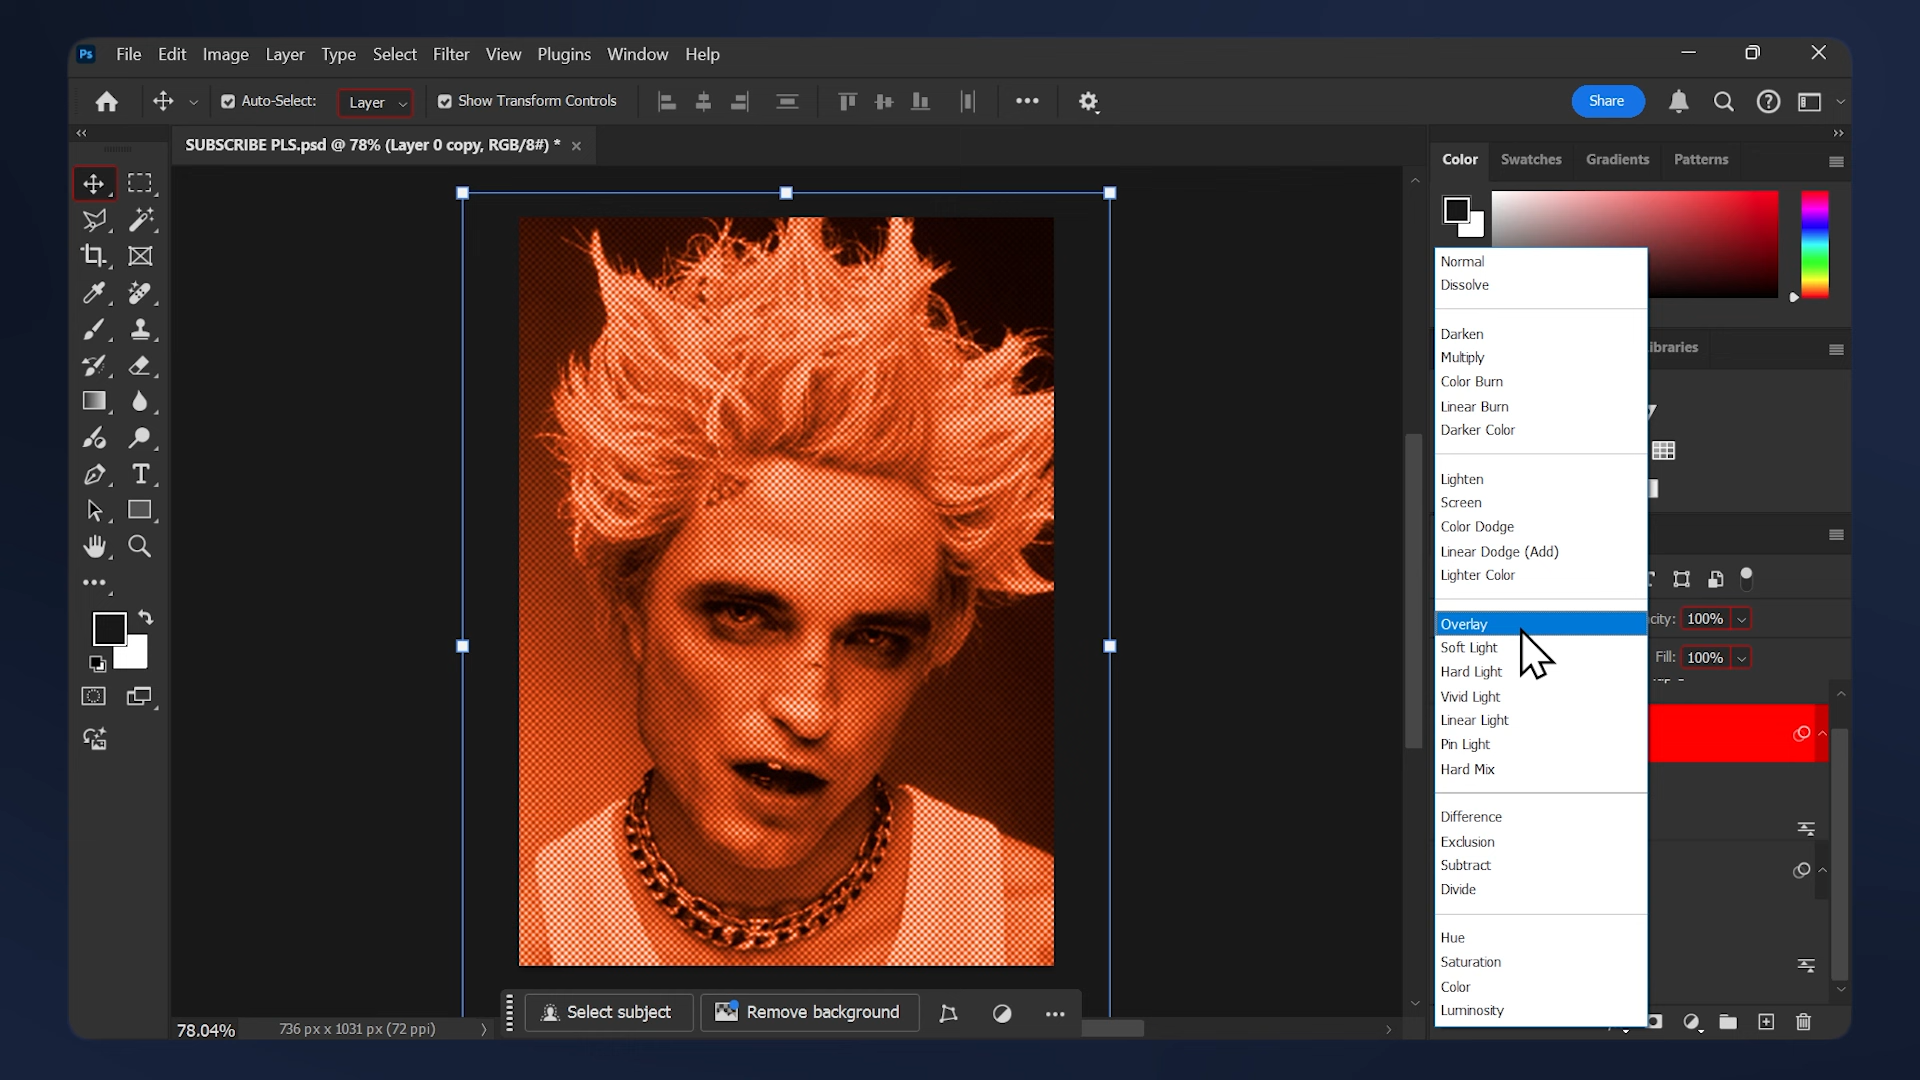 Ps File Edit Image Layer Type Select Filter View Plugins Window Help
Auto-Select: Layer Show Transform Controls Share
SUBSCRIBE PLS.psd @ 78% (Layer 0 copy, RGB/8#) *
Color Swatches Gradients Patterns
Normal
Dissolve
Darken
Multiply
Color Burn
Linear Burn
Darker Color
Lighten
Screen
Color Dodge
Linear Dodge (Add)
Lighter Color
Overlay
Soft Light
Hard Light
Vivid Light
Linear Light
Pin Light
Hard Mix
Difference
Exclusion
Subtract
Divide
Hue
Saturation
Color
Luminosity
ibraries
city: 100%
Fill: 100%
Select subject Remove background
78.04% 736 px x 1031 px (72 ppi)